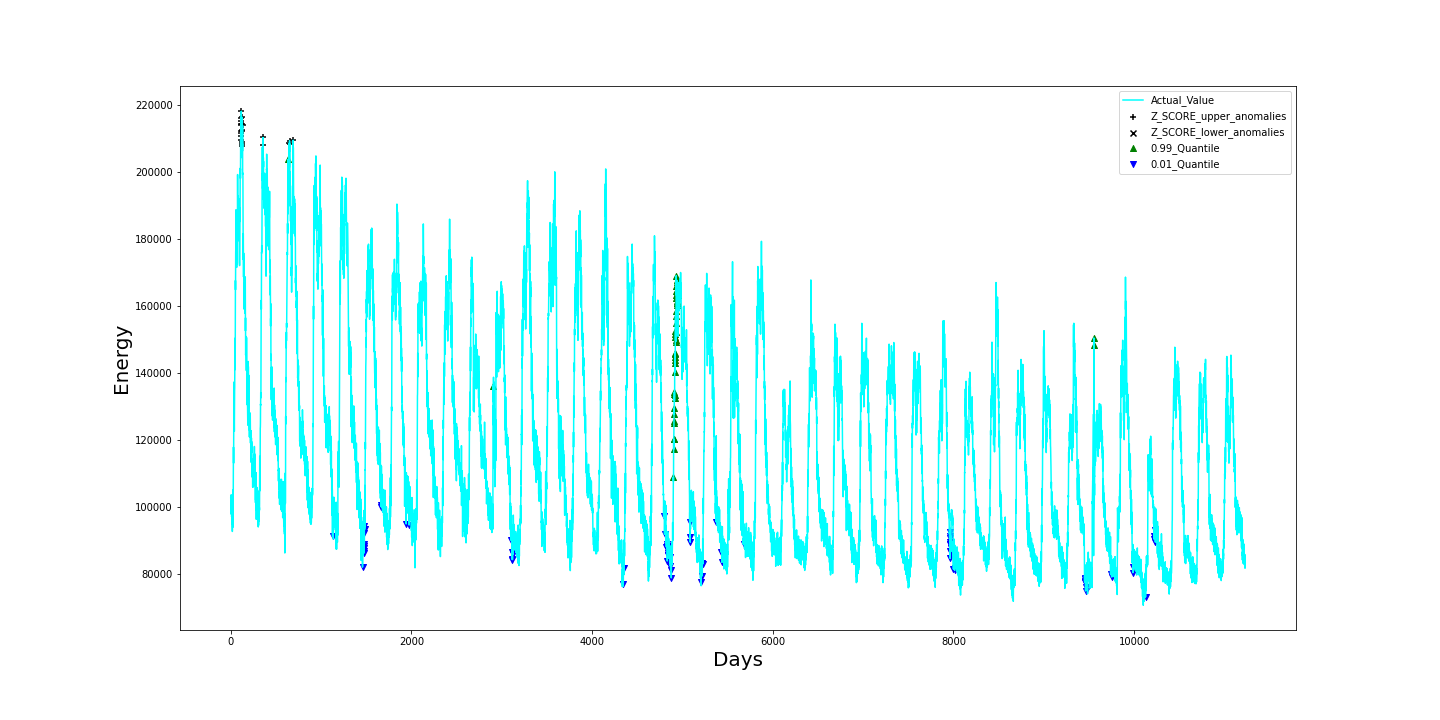 Energy
220000
200000
180000
160000
140000
120000
100000
80000
Actual_Value
Z_SCORE_upper_anomalies
Z_SCORE_lower_anomalies
0.99_Quantile
0.01_Quantile
0 2000 4000 6000 8000 10000
Days